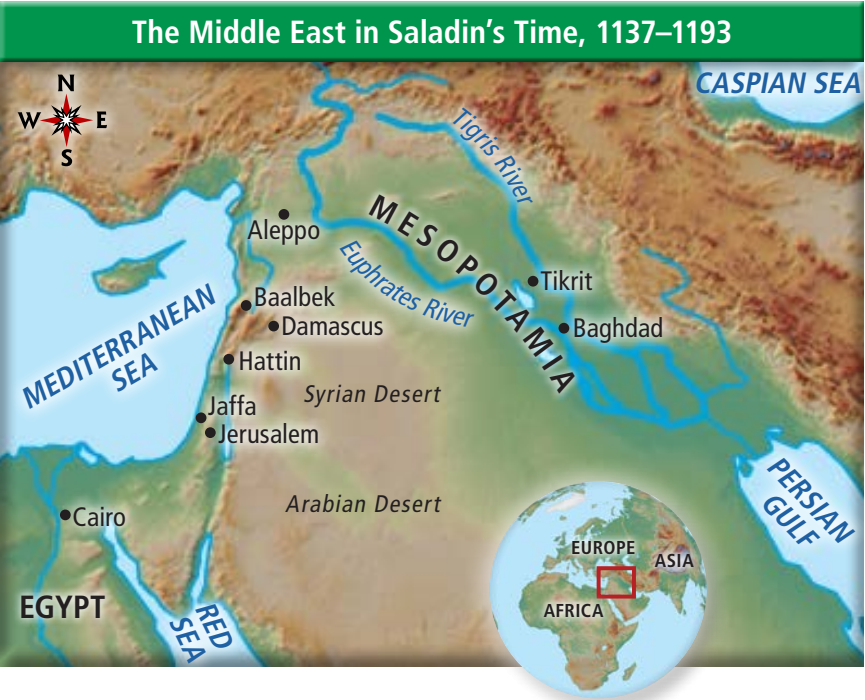 The Middle East in Saladin’s Time, 1137–1193
CASPIAN SEA
N
W E
S
Tigris River
MESOPOTAMIA
Aleppo
Euphrates River
Tikrit
Baalbek
Damascus
Baghdad
MEDITERRANEAN
SEA
Hattin
Syrian Desert
Jaffa
Jerusalem
PERSIAN
GULF
Arabian Desert
Cairo
EUROPE
ASIA
AFRICA
EGYPT
RED
SEA